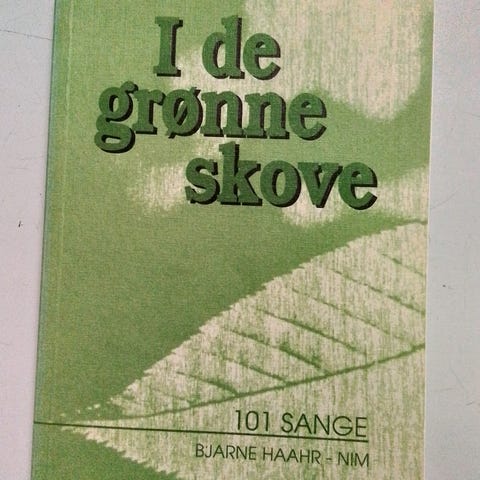 I de
grønne
skove
101 SANGE
BJARNE HAAHR - NIM